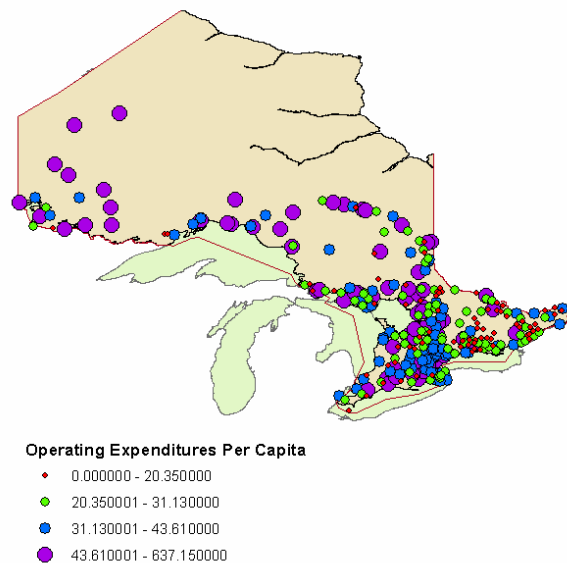 Operating Expenditures Per Capita
0.000000 - 20.350000
20.350001 - 31.130000
31.130001 - 43.610000
43.610001 - 637.150000